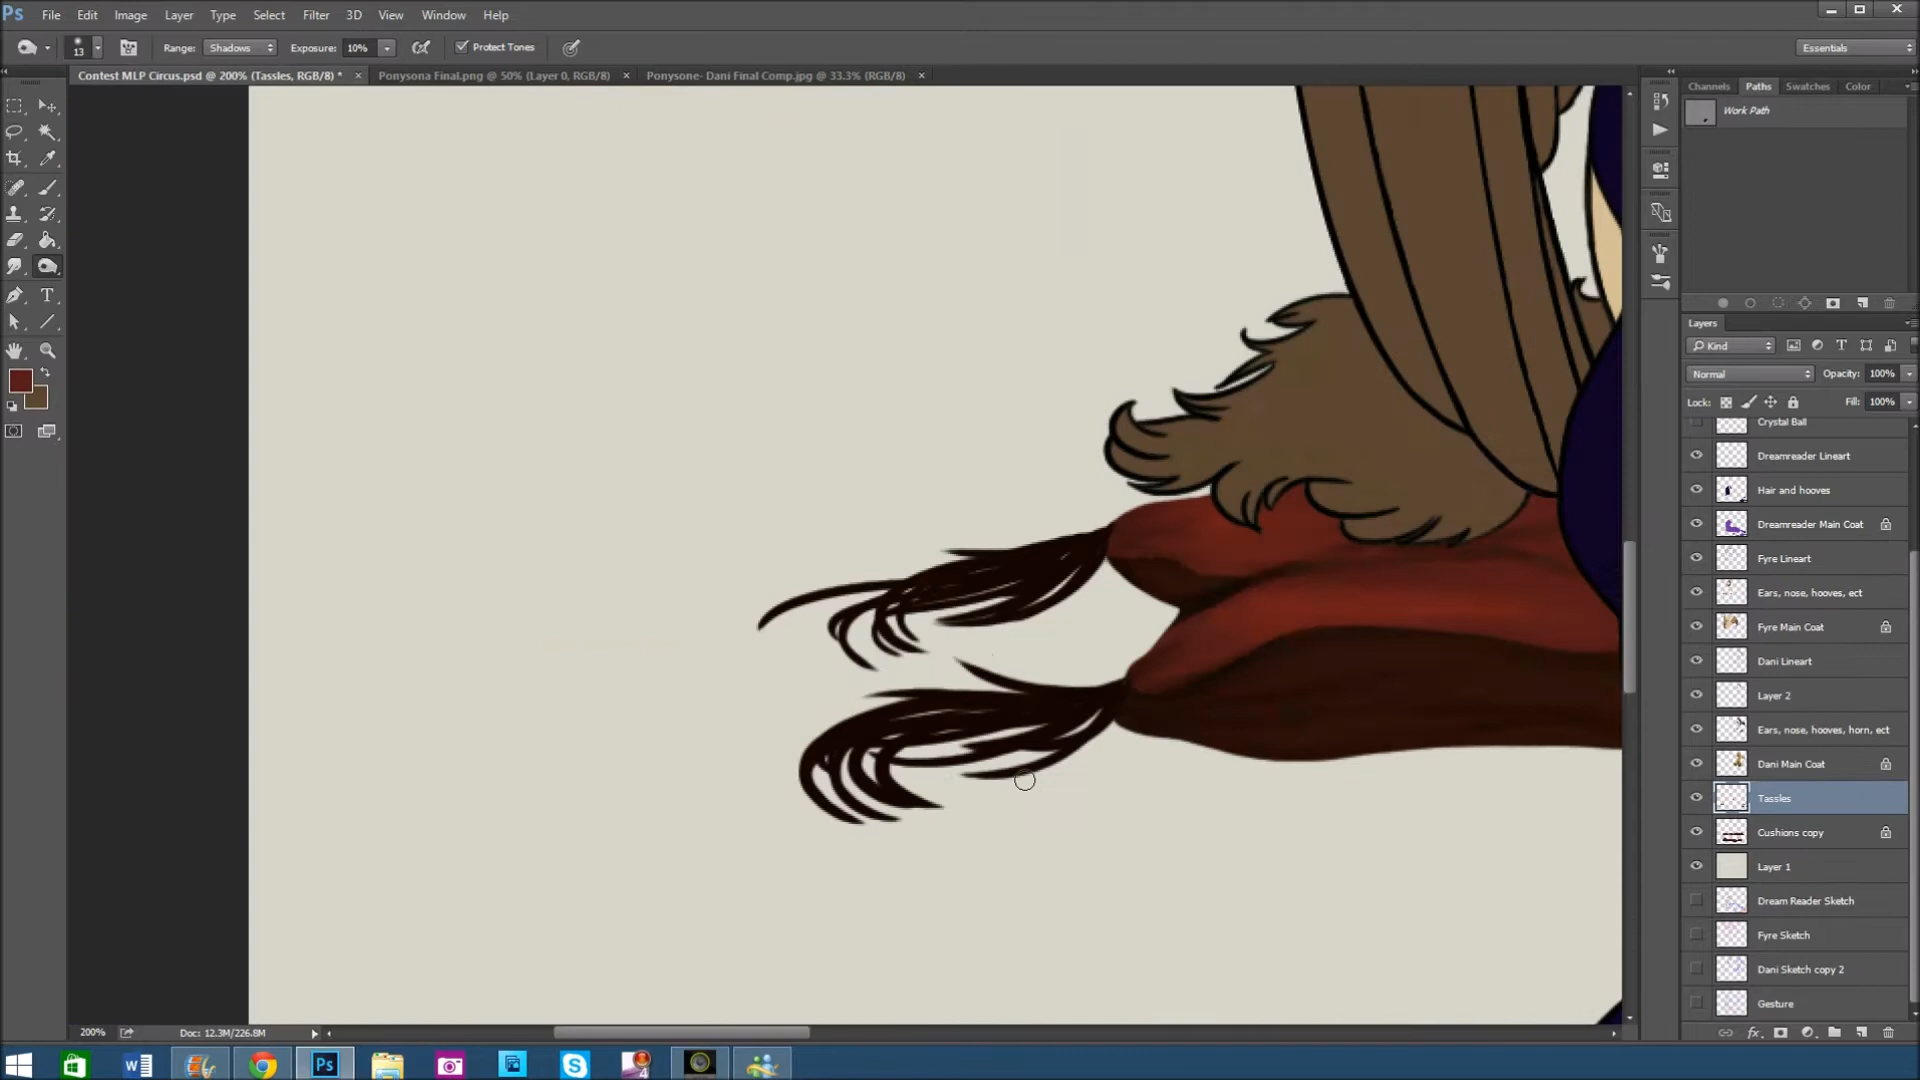 Ps File Edit Image Layer Type Select Filter 3D View Window Help
13 Range: Shadows Exposure: 10% Protect Tones Essentials
Contest MLP Circus.psd @ 200% (Tassles, RGB/8) * × Ponysona Final.png @ 50% (Layer 0, RGB/8) × Ponysone- Dani Final Comp.jpg @ 33.3% (RGB/8) ×
Channels Paths Swatches Color
Work Path
Layers
Kind
Normal Opacity: 100%
Lock: Fill: 100%
Crystal Ball
Dreamreader Lineart
Hair and hooves
Dreamreader Main Coat
Fyre Lineart
Ears, nose, hooves, ect
Fyre Main Coat
Dani Lineart
Layer 2
Ears, nose, hooves, horn, ect
Dani Main Coat
Tassles
Cushions copy
Layer 1
Dream Reader Sketch
Fyre Sketch
Dani Sketch copy 2
Gesture
200% Doc: 12.3M/226.8M
Ps